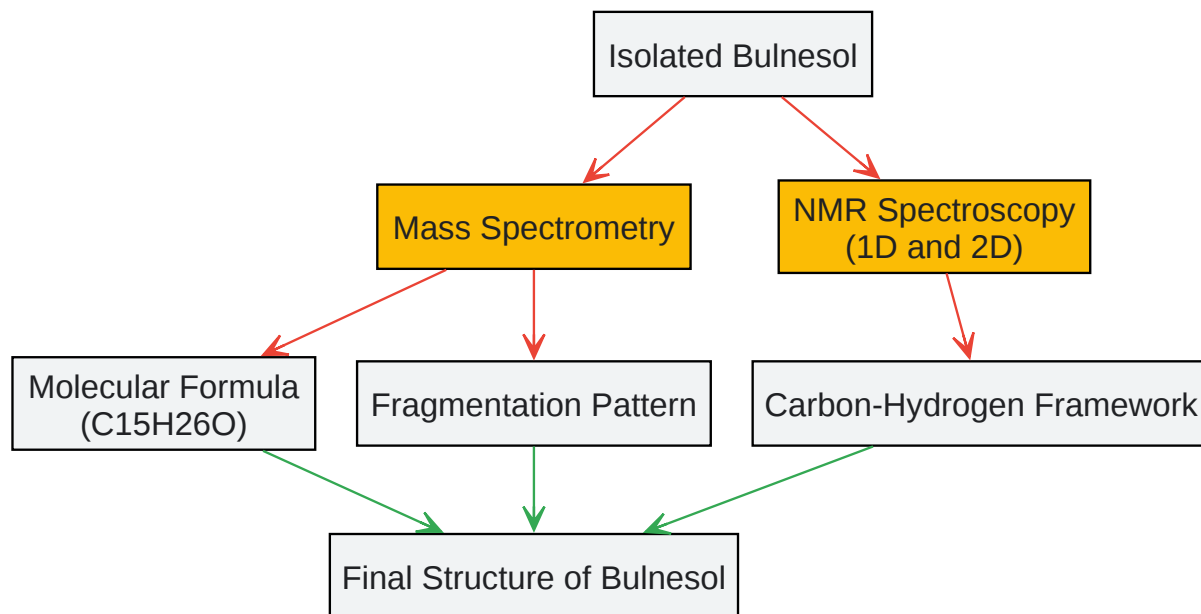 Isolated Bulnesol
Mass Spectrometry
NMR Spectroscopy
(1D and 2D)
Molecular Formula
(C15H26O)
Fragmentation Pattern
Carbon-Hydrogen Framework
Final Structure of Bulnesol